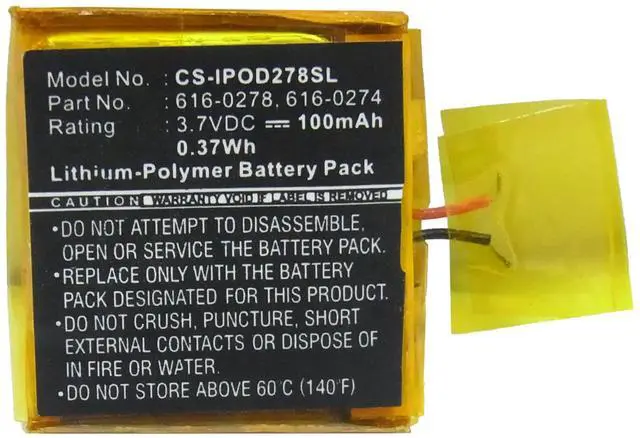 Model No. : CS-IPOD278SL
Part No. : 616-0278, 616-0274
Rating : 3.7VDC ⎓ 100mAh
0.37Wh
Lithium-Polymer Battery Pack
CAUTION WARRANTY VOID IF LABEL IS REMOVED
•DO NOT ATTEMPT TO DISASSEMBLE,
OPEN OR SERVICE THE BATTERY PACK.
•REPLACE ONLY WITH THE BATTERY
PACK DESIGNATED FOR THIS PRODUCT.
•DO NOT CRUSH, PUNCTURE, SHORT
EXTERNAL CONTACTS OR DISPOSE OF
IN FIRE OR WATER.
•DO NOT STORE ABOVE 60℃ (140℉)